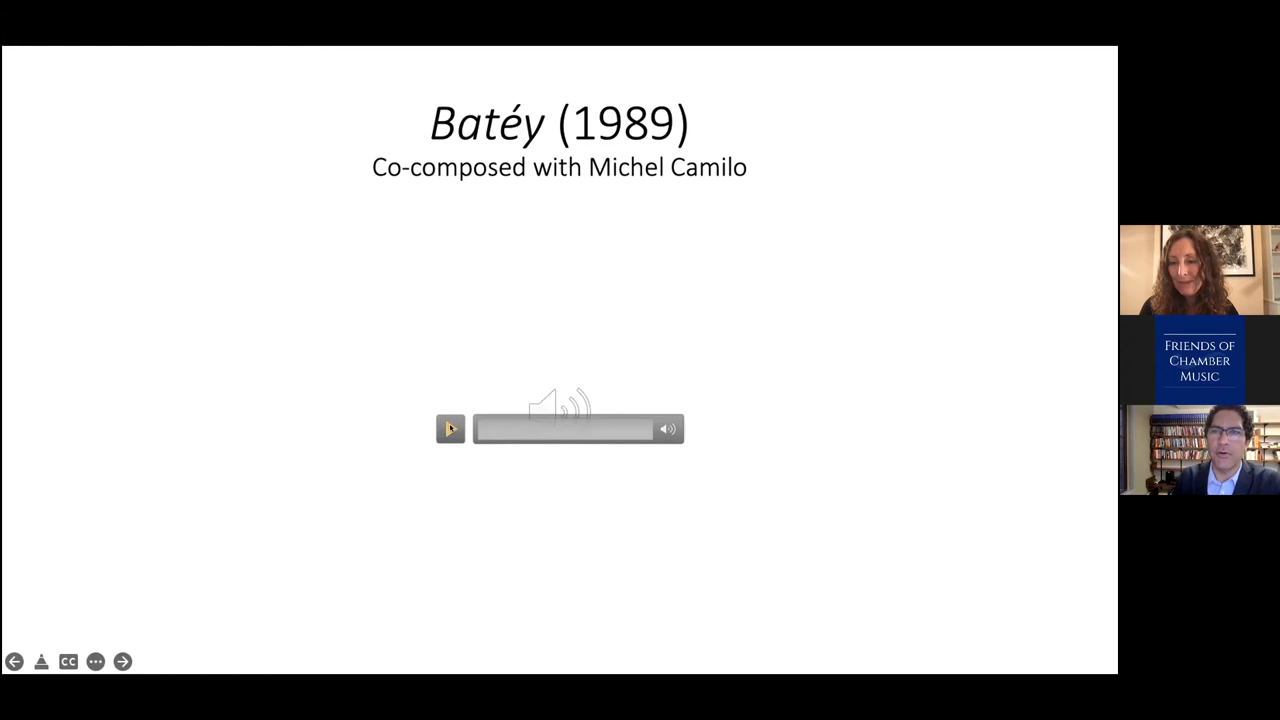 Batéy (1989)
Co-composed with Michel Camilo
FRIENDS OF
CHAMBER
MUSIC
CC